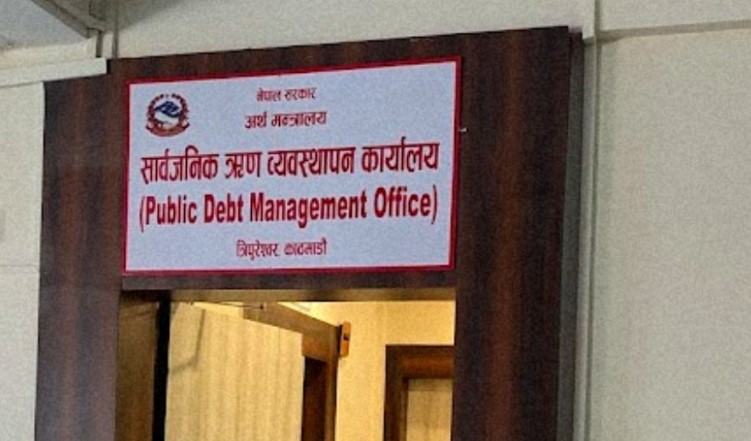 नेपाल सरकार
अर्थ मन्त्रालय
सार्वजनिक ऋण व्यवस्थापन कार्यालय
(Public Debt Management Office)
त्रिपुरेश्वर, काठमाडौं